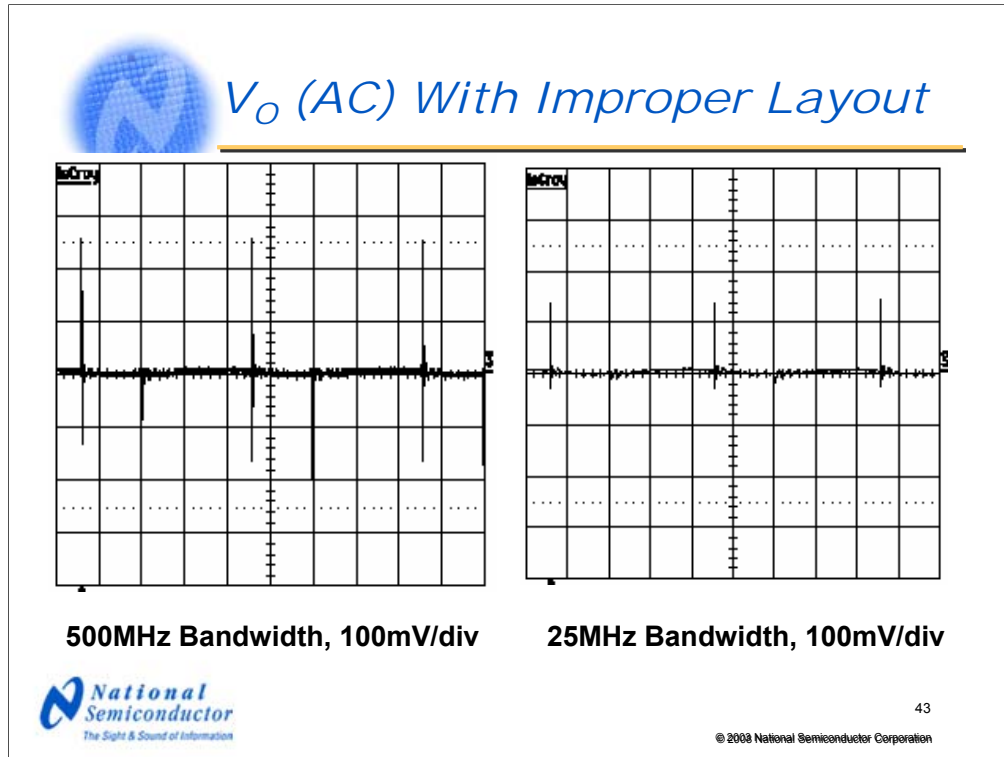 V_O (AC) With Improper Layout
LeCroy
LeCroy
500MHz Bandwidth, 100mV/div
25MHz Bandwidth, 100mV/div
National
Semiconductor
The Sight & Sound of Information
43
© 2003 National Semiconductor Corporation